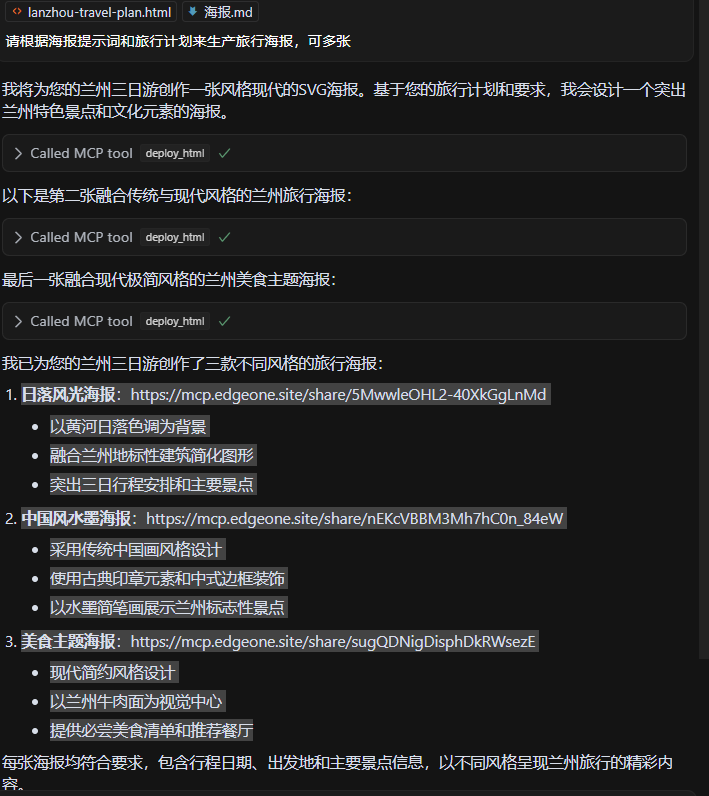 lanzhou-travel-plan.html 海报.md
请根据海报提示词和旅行计划来生产旅行海报，可多张
我将为您的兰州三日游创作一张风格现代的SVG海报。基于您的旅行计划和要求，我会设计一个突出
兰州特色景点和文化元素的海报。
Called MCP tool deploy_html
以下是第二张融合传统与现代风格的兰州旅行海报：
Called MCP tool deploy_html
最后一张融合现代极简风格的兰州美食主题海报：
Called MCP tool deploy_html
我已为您的兰州三日游创作了三款不同风格的旅行海报：
1. 日落风光海报：https://mcp.edgeone.site/share/5MwwleOHL2-40XkGgLnMd
• 以黄河日落色调为背景
• 融合兰州地标性建筑简化图形
• 突出三日行程安排和主要景点
2. 中国风水墨海报：https://mcp.edgeone.site/share/nEKcVBBM3Mh7hC0n_84eW
• 采用传统中国画风格设计
• 使用古典印章元素和中式边框装饰
• 以水墨简笔画展示兰州标志性景点
3. 美食主题海报：https://mcp.edgeone.site/share/sugQDNigDisphDkRWsezE
• 现代简约风格设计
• 以兰州牛肉面为视觉中心
• 提供必尝美食清单和推荐餐厅
每张海报均符合要求，包含行程日期、出发地和主要景点信息，以不同风格呈现兰州旅行的精彩内
容。